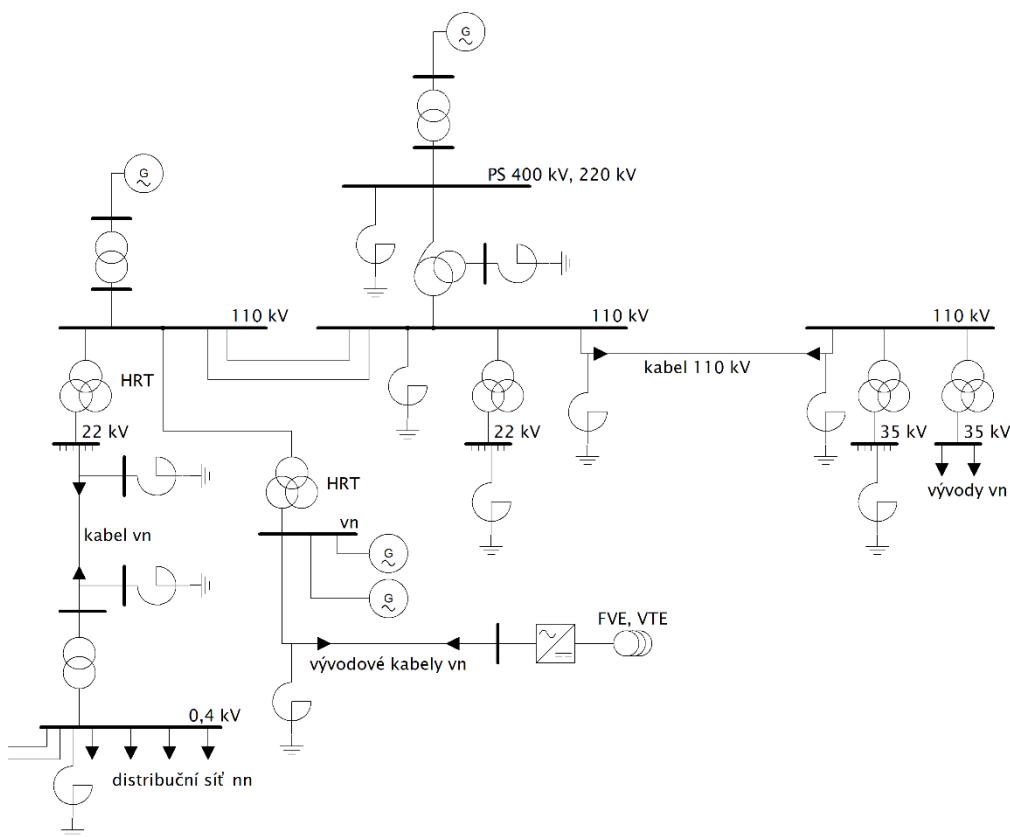 G
PS 400 kV, 220 kV
G
110 kV
110 kV
110 kV
kabel 110 kV
HRT
22 kV
22 kV
35 kV
35 kV
vývody vn
HRT
kabel vn
vn
G
G
FVE, VTE
vývodové kabely vn
0,4 kV
distribuční síť nn